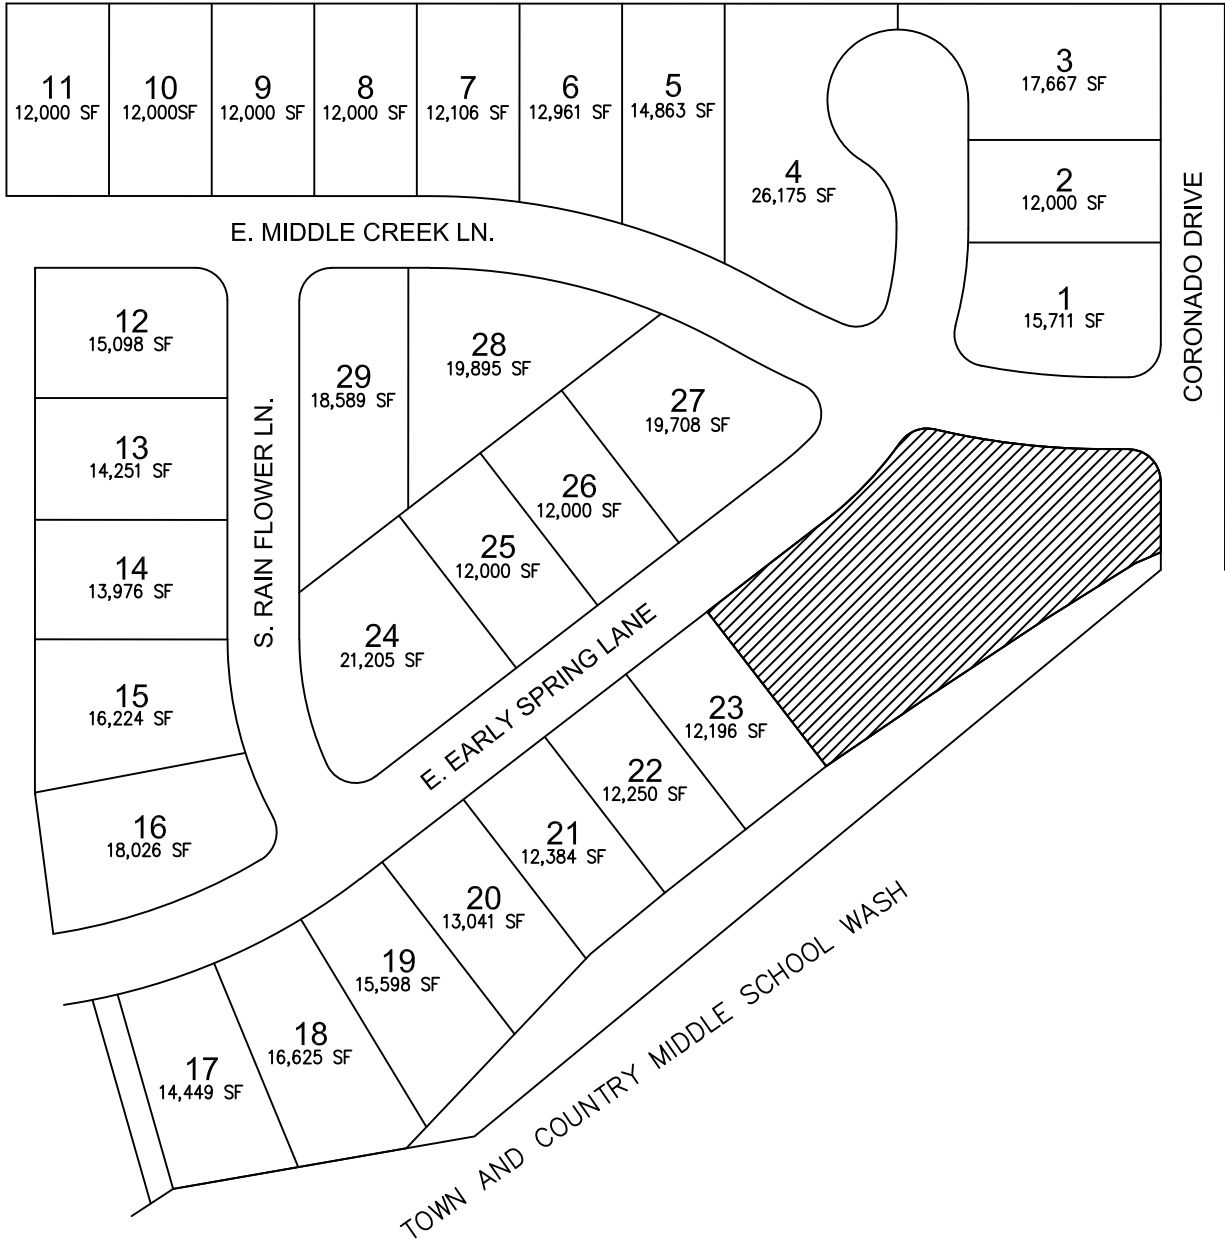 11
12,000 SF
10
12,000SF
9
12,000 SF
8
12,000 SF
7
12,106 SF
6
12,961 SF
5
14,863 SF
4
26,175 SF
3
17,667 SF
2
12,000 SF
1
15,711 SF
CORONADO DRIVE
E. MIDDLE CREEK LN.
12
15,098 SF
13
14,251 SF
14
13,976 SF
15
16,224 SF
16
18,026 SF
S. RAIN FLOWER LN.
29
18,589 SF
28
19,895 SF
27
19,708 SF
26
12,000 SF
25
12,000 SF
24
21,205 SF
E. EARLY SPRING LANE
23
12,196 SF
22
12,250 SF
21
12,384 SF
20
13,041 SF
19
15,598 SF
18
16,625 SF
17
14,449 SF
TOWN AND COUNTRY MIDDLE SCHOOL WASH